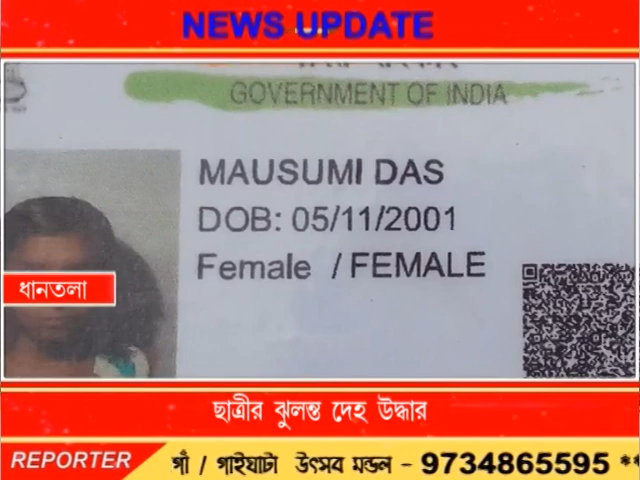 NEWS UPDATE
GOVERNMENT OF INDIA
MAUSUMI DAS
DOB: 05/11/2001
Female / FEMALE
ধানতলা
ছাত্রীর ঝুলন্ত দেহ উদ্ধার
REPORTER গাঁ / গাইঘাটা উৎসব মন্ডল - 9734865595 **